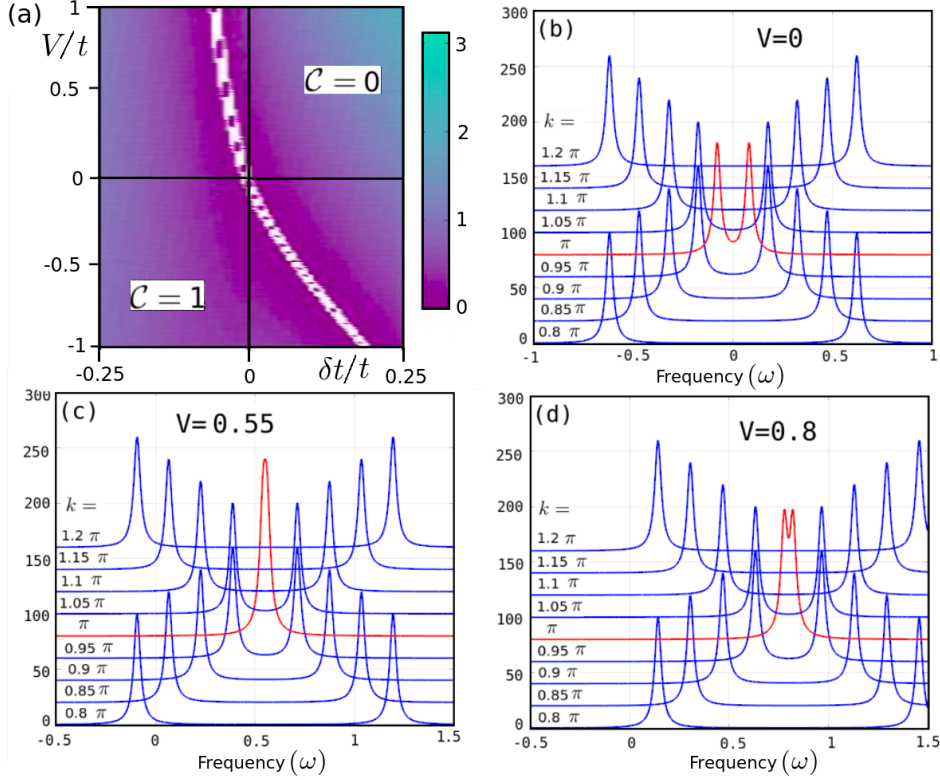 (a)
V/t
1
0.5
0
-0.5
-1
-0.25
0
δt/t
0.25
𝒞 = 0
𝒞 = 1
3
2
1
0
(b)
V=0
300
250
200
150
100
50
0
k =
1.2 π
1.15 π
1.1 π
1.05 π
π
0.95 π
0.9 π
0.85 π
0.8 π
-1
-0.5
0
0.5
1
Frequency (ω)
(c)
V= 0.55
300
250
200
150
100
50
0
k =
1.2 π
1.15 π
1.1 π
1.05 π
π
0.95 π
0.9 π
0.85 π
0.8 π
-0.5
0
0.5
1
1.5
Frequency (ω)
(d)
V=0.8
300
250
200
150
100
50
0
k =
1.2 π
1.15 π
1.1 π
1.05 π
π
0.95 π
0.9 π
0.85 π
0.8 π
-0.5
0
0.5
1
1.5
Frequency (ω)